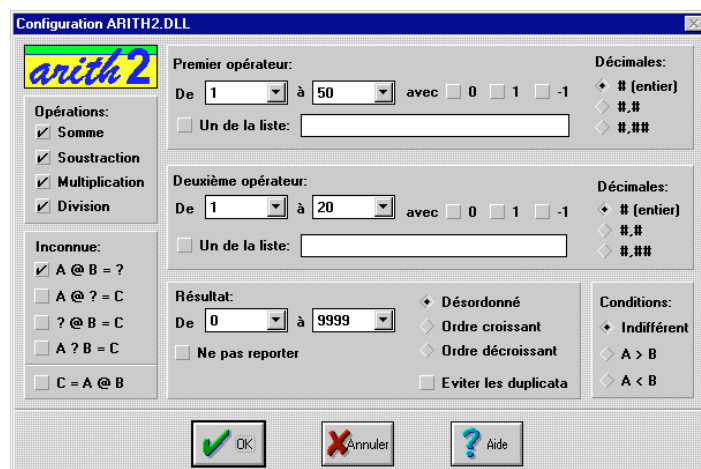 Configuration ARITH2.DLL
arith 2
Opérations:
Somme
Soustraction
Multiplication
Division
Inconnue:
A @ B = ?
A @ ? = C
? @ B = C
A ? B = C
C = A @ B
Premier opérateur:
De 1 à 50 avec 0 1 -1
Un de la liste:
Décimales:
# (entier)
#,#
#,##
Deuxième opérateur:
De 1 à 20 avec 0 1 -1
Un de la liste:
Décimales:
# (entier)
#,#
#,##
Résultat:
De 0 à 9999
Ne pas reporter
Désordonné
Ordre croissant
Ordre décroissant
Eviter les duplicata
Conditions:
Indifférent
A > B
A < B
OK
Annuler
Aide